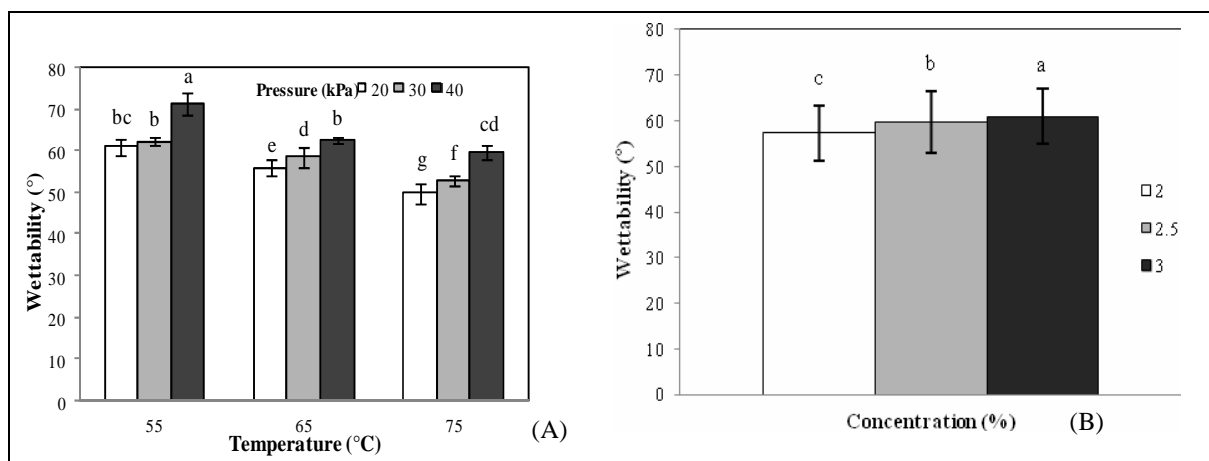 80
70
60
50
40
30
20
10
0
Wettability (°)
Pressure (kPa) 20 30 40
bc b a
e d b
g f cd
55 65 75
Temperature (°C)
(A)
(B)
80
70
60
50
40
30
20
10
0
Wettability (°)
c b a
2
2.5
3
Concentration (%)
(B)